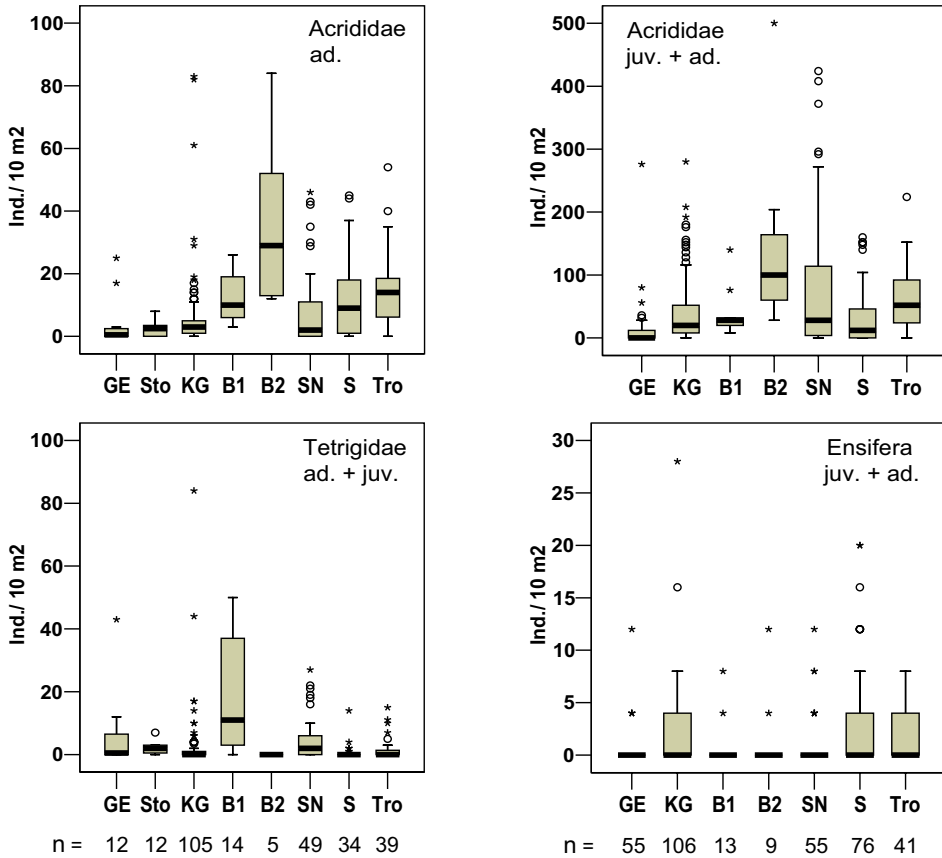 Acrididae
ad.
Ind./ 10 m2
100
80
60
40
20
0
GE Sto KG B1 B2 SN S Tro
Acrididae
juv. + ad.
Ind./ 10 m2
500
400
300
200
100
0
GE KG B1 B2 SN S Tro
Tetrigidae
ad. + juv.
Ind./ 10 m2
100
80
60
40
20
0
GE Sto KG B1 B2 SN S Tro
n = 12 12 105 14 5 49 34 39
Ensifera
juv. + ad.
Ind./ 10 m2
30
25
20
15
10
5
0
GE KG B1 B2 SN S Tro
n = 55 106 13 9 55 76 41